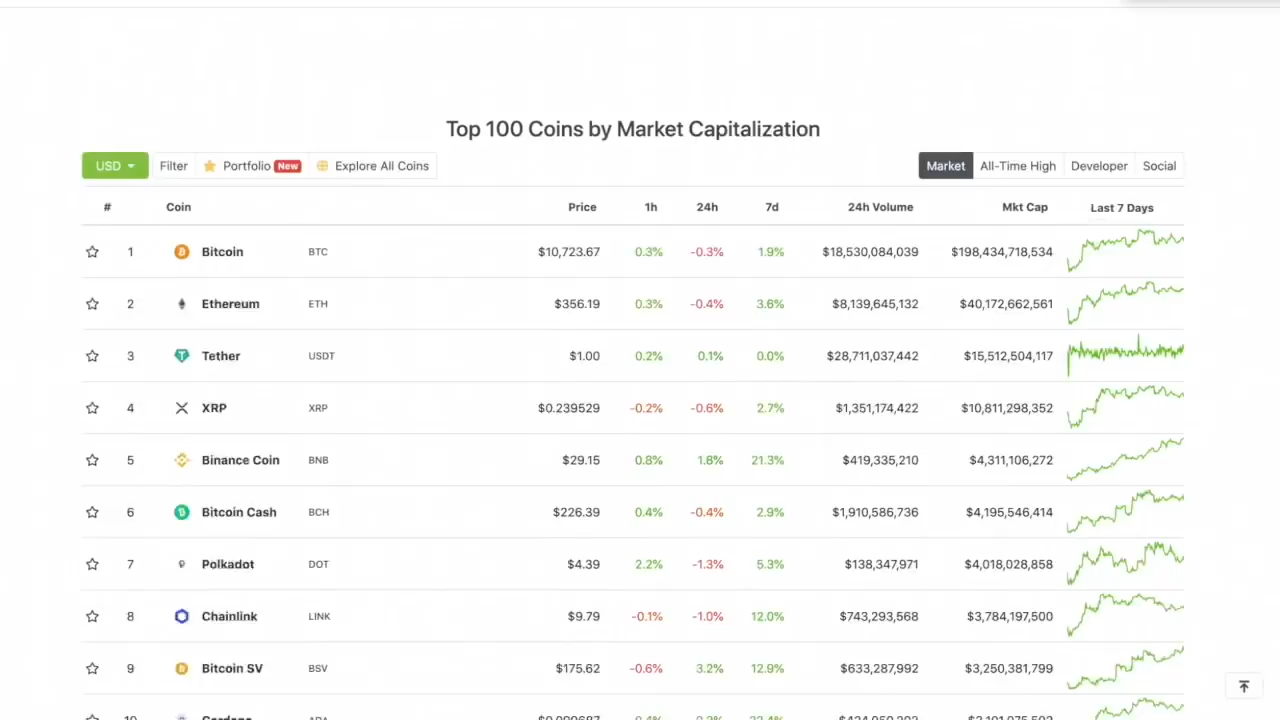 Top 100 Coins by Market Capitalization
USD Filter Portfolio New Explore All Coins Market All-Time High Developer Social
# Coin Price 1h 24h 7d 24h Volume Mkt Cap Last 7 Days
1 Bitcoin BTC $10,723.67 0.3% -0.3% 1.9% $18,530,084,039 $198,434,718,534
2 Ethereum ETH $356.19 0.3% -0.4% 3.6% $8,139,645,132 $40,172,662,561
3 Tether USDT $1.00 0.2% 0.1% 0.0% $28,711,037,442 $15,512,504,117
4 XRP XRP $0.239529 -0.2% -0.6% 2.7% $1,351,174,422 $10,811,298,352
5 Binance Coin BNB $29.15 0.8% 1.8% 21.3% $419,335,210 $4,311,106,272
6 Bitcoin Cash BCH $226.39 0.4% -0.4% 2.9% $1,910,586,736 $4,195,546,414
7 Polkadot DOT $4.39 2.2% -1.3% 5.3% $138,347,971 $4,018,028,858
8 Chainlink LINK $9.79 -0.1% -1.0% 12.0% $743,293,568 $3,784,197,500
9 Bitcoin SV BSV $175.62 -0.6% 3.2% 12.9% $633,287,992 $3,250,381,799
10 Cardano ADA